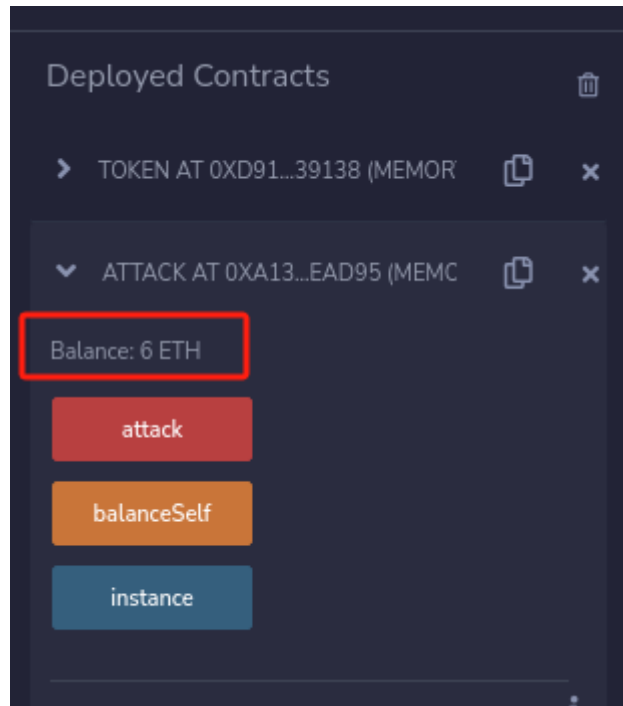 Deployed Contracts
TOKEN AT 0XD91...39138 (MEMOR
ATTACK AT 0XA13...EAD95 (MEMC
Balance: 6 ETH
attack
balanceSelf
instance